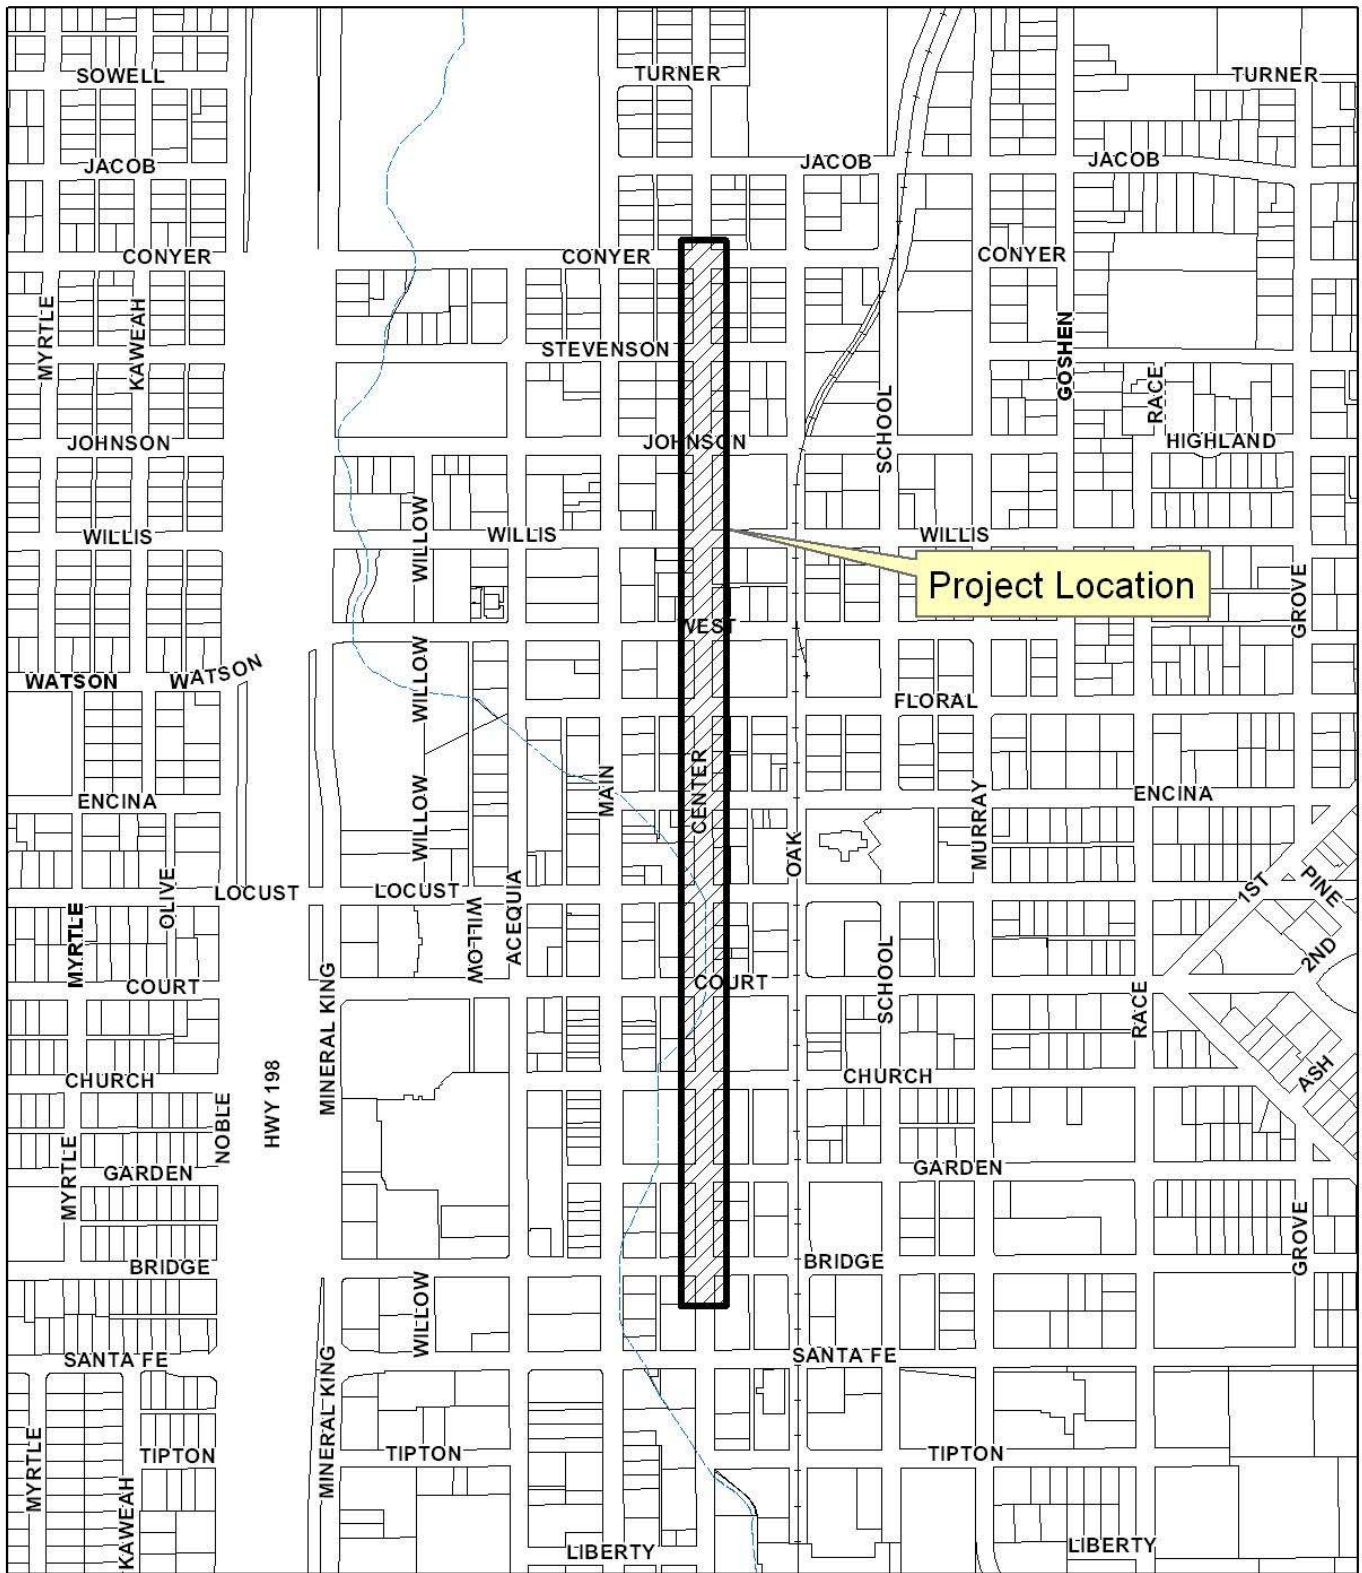 SOWELL
TURNER
TURNER
JACOB
JACOB
JACOB
CONYER
CONYER
CONYER
MYRTLE
KAWEAH
STEVENSON
GOSHEN
RACE
SCHOOL
JOHNSON
JOHNSON
HIGHLAND
WILLIS
WILLOW
WILLIS
WILLIS
Project Location
GROVE
WEST
WATSON
WATSON
WILLOW
FLORAL
ENCINA
WILLOW
MAIN
CENTER
OAK
MURRAY
ENCINA
LOCUST
LOCUST
OLIVE
1ST
PINE
MYRTLE
WILLOW
ACEQUIA
2ND
COURT
COURT
SCHOOL
RACE
MINERAL KING
CHURCH
CHURCH
ASH
NOBLE
HWY 198
MYRTLE
GARDEN
GARDEN
GROVE
BRIDGE
BRIDGE
WILLOW
SANTA FE
SANTA FE
MINERAL KING
MYRTLE
TIPTON
TIPTON
TIPTON
KAWEAH
LIBERTY
LIBERTY